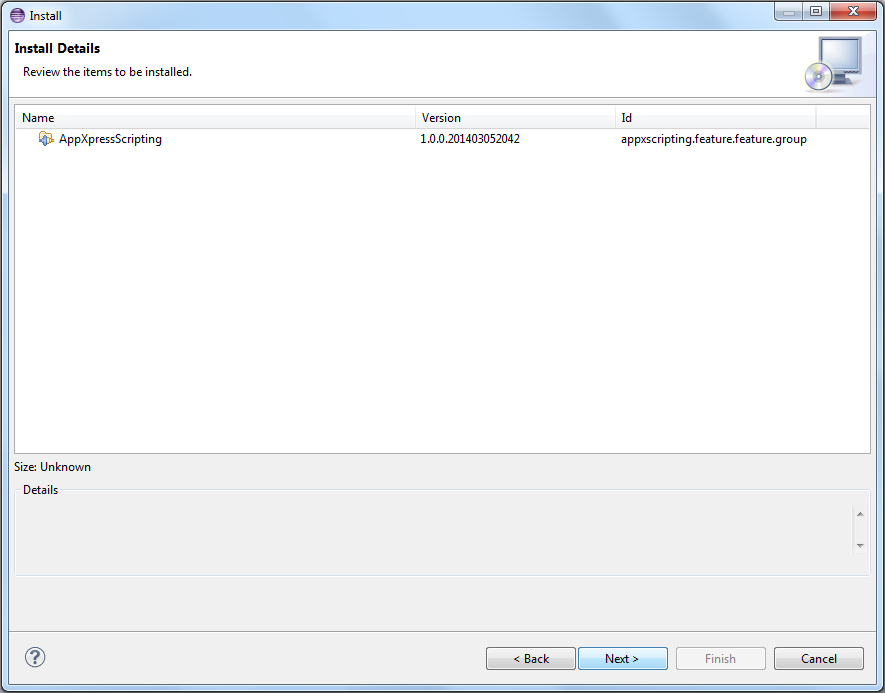 Install
Install Details
Review the items to be installed.
Name Version Id
AppXpressScripting 1.0.0.201403052042 appxscripting.feature.feature.group
Size: Unknown
Details
? < Back Next > Finish Cancel